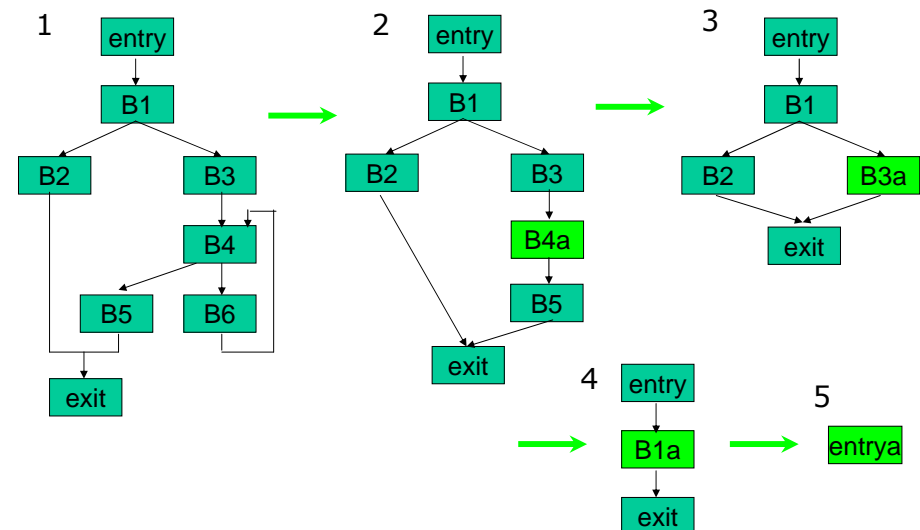 1
entry
B1
B2
B3
B4
B5
B6
exit
2
entry
B1
B2
B3
B4a
B5
exit
3
entry
B1
B2
B3a
exit
4
entry
B1a
exit
5
entrya